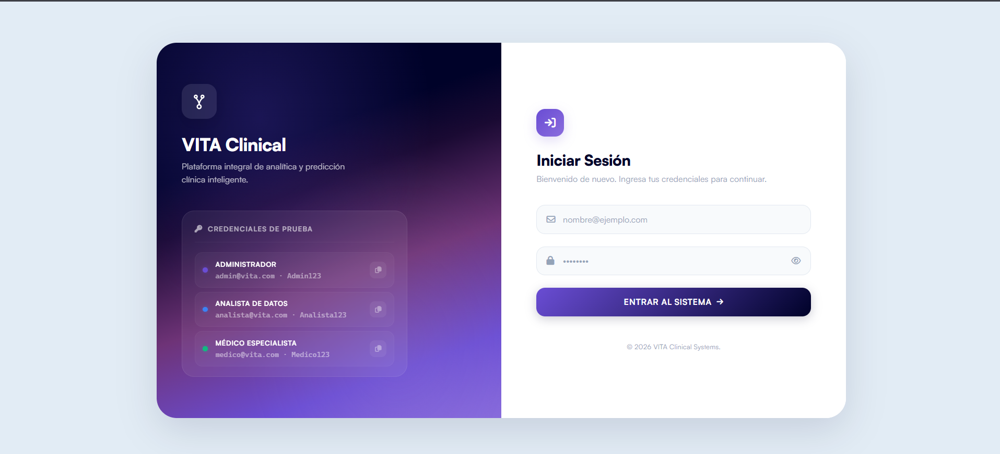 VITA Clinical
Plataforma integral de analítica y predicción
clínica inteligente.
CREDENCIALES DE PRUEBA
ADMINISTRADOR
admin@vita.com · Admin123
ANALISTA DE DATOS
analista@vita.com · Analista123
MÉDICO ESPECIALISTA
medico@vita.com · Medico123
Iniciar Sesión
Bienvenido de nuevo. Ingresa tus credenciales para continuar.
nombre@ejemplo.com
••••••••
ENTRAR AL SISTEMA →
© 2026 VITA Clinical Systems.